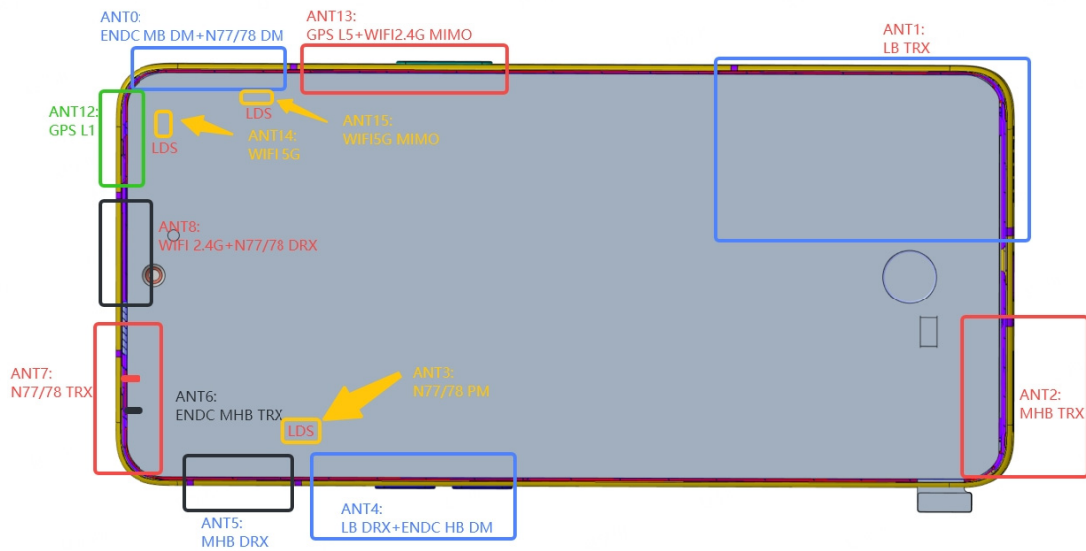 ANT0:
ENDC MB DM+N77/78 DM
ANT13:
GPS L5+WIFI2.4G MIMO
ANT1:
LB TRX
ANT12:
GPS L1
LDS
LDS
ANT14:
WIFI 5G
ANT15:
WIFI5G MIMO
ANT8:
WIFI 2.4G+N77/78 DRX
ANT7:
N77/78 TRX
ANT6:
ENDC MHB TRX
ANT3:
N77/78 PM
LDS
ANT2:
MHB TRX
ANT5:
MHB DRX
ANT4:
LB DRX+ENDC HB DM